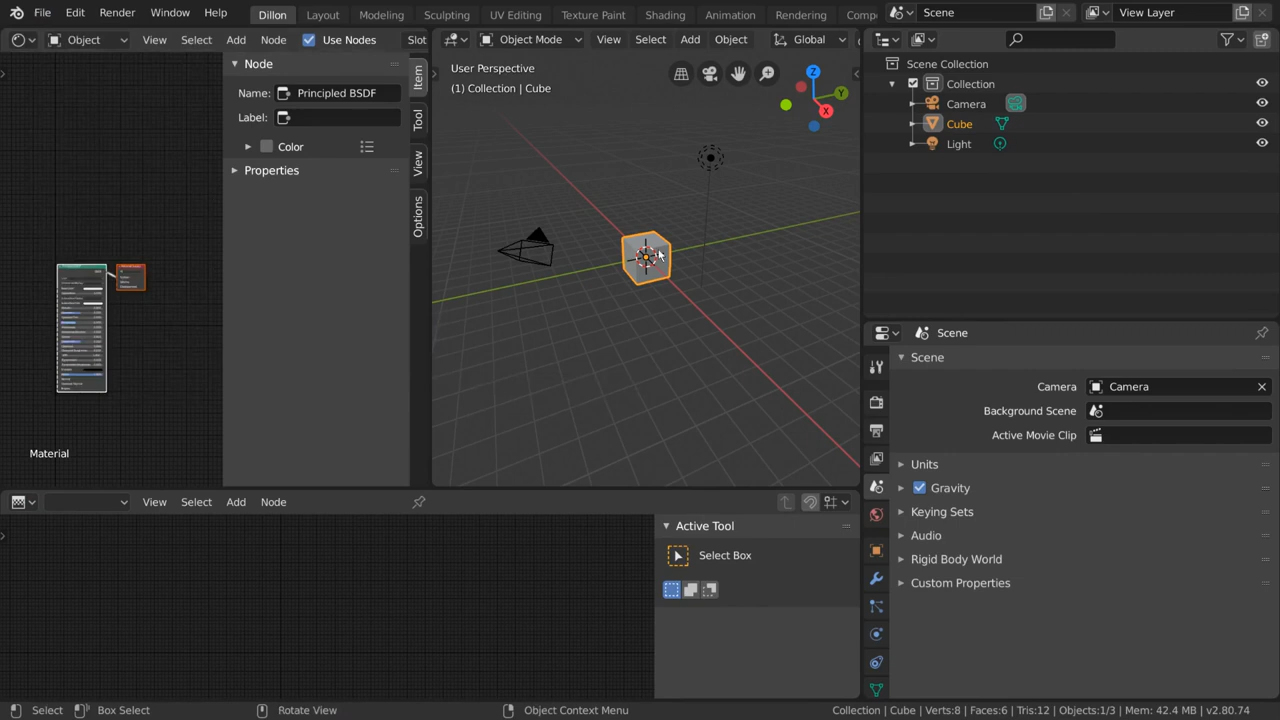 File Edit Render Window Help Dillon Layout Modeling Sculpting UV Editing Texture Paint Shading Animation Rendering Comp Scene View Layer
Object View Select Add Node Use Nodes Slot
Object Mode View Select Add Object Global
Node
Name: Principled BSDF
Label:
Color
Properties
Item
Tool
View
Options
Material
User Perspective
(1) Collection | Cube
Z
Y
X
Scene Collection
Collection
Camera
Cube
Light
Scene
Scene
Camera Camera
Background Scene
Active Movie Clip
Units
Gravity
Keying Sets
Audio
Rigid Body World
Custom Properties
View Select Add Node
Active Tool
Select Box
Select Box Select Rotate View Object Context Menu Collection | Cube | Verts:8 | Faces:6 | Tris:12 | Objects:1/3 | Mem: 42.4 MB | v2.80.74